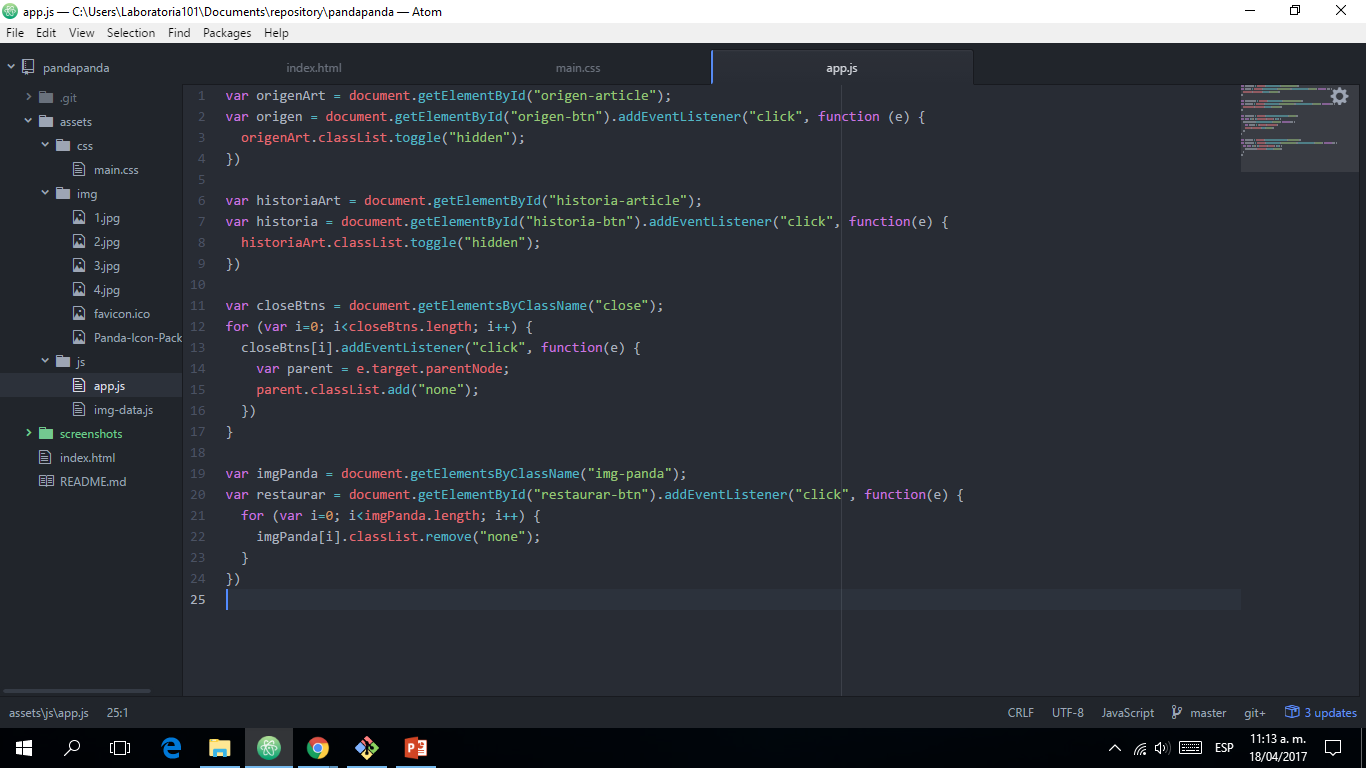 app.js — C:\Users\Laboratoria101\Documents\repository\pandapanda — Atom
File Edit View Selection Find Packages Help
pandapanda
.git
assets
css
main.css
img
1.jpg
2.jpg
3.jpg
4.jpg
favicon.ico
Panda-Icon-Pack
js
app.js
img-data.js
screenshots
index.html
README.md
index.html main.css app.js
1 var origenArt = document.getElementById("origen-article");
2 var origen = document.getElementById("origen-btn").addEventListener("click", function (e) {
3 origenArt.classList.toggle("hidden");
4 })
5
6 var historiaArt = document.getElementById("historia-article");
7 var historia = document.getElementById("historia-btn").addEventListener("click", function(e) {
8 historiaArt.classList.toggle("hidden");
9 })
10
11 var closeBtns = document.getElementsByClassName("close");
12 for (var i=0; i<closeBtns.length; i++) {
13 closeBtns[i].addEventListener("click", function(e) {
14 var parent = e.target.parentNode;
15 parent.classList.add("none");
16 })
17 }
18
19 var imgPanda = document.getElementsByClassName("img-panda");
20 var restaurar = document.getElementById("restaurar-btn").addEventListener("click", function(e) {
21 for (var i=0; i<imgPanda.length; i++) {
22 imgPanda[i].classList.remove("none");
23 }
24 })
25
assets\js\app.js 25:1 CRLF UTF-8 JavaScript master git+ 3 updates
ESP
11:13 a. m.
18/04/2017